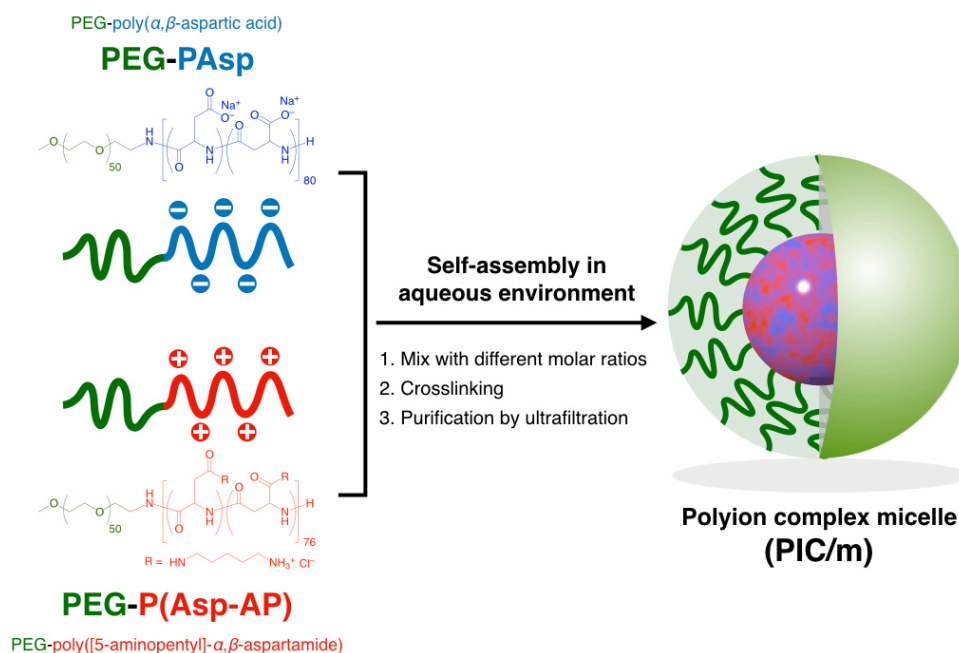 PEG-poly(α,β-aspartic acid)
PEG-PAsp
O
Na⁺
O⁻
Na⁺
O
O⁻
O
O
50
H
N
O
N
H
O
N
H
H
80
Self-assembly in
aqueous environment
1. Mix with different molar ratios
2. Crosslinking
3. Purification by ultrafiltration
O
R
O
R
O
O
50
H
N
O
N
H
O
N
H
H
76
R = HN NH₃⁺ Cl⁻
PEG-P(Asp-AP)
PEG-poly([5-aminopentyl]-α,β-aspartamide)
Polyion complex micelle
(PIC/m)